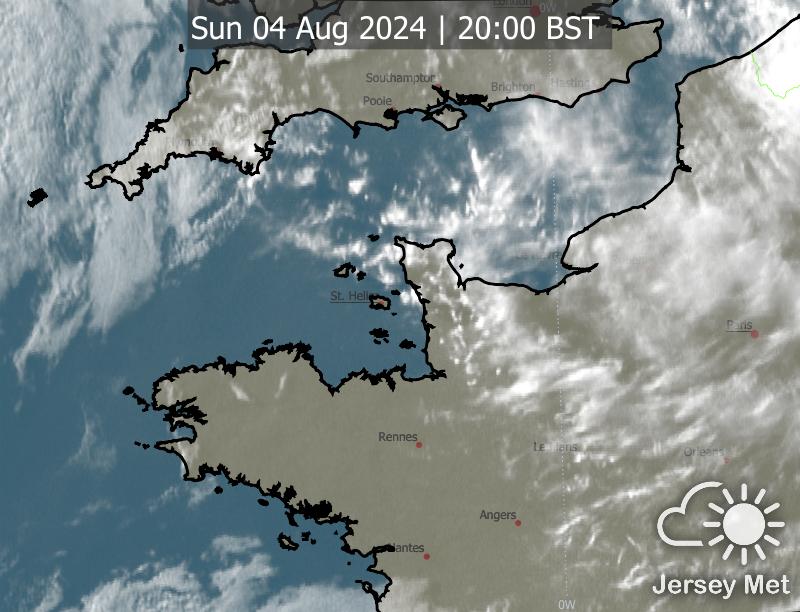 London
0W
Sun 04 Aug 2024 | 20:00 BST
Southampton
Brighton
Hastings
Poole
St. Helier
Paris
Rennes
Le Mans
Orleans
Angers
Nantes
Jersey Met
0W